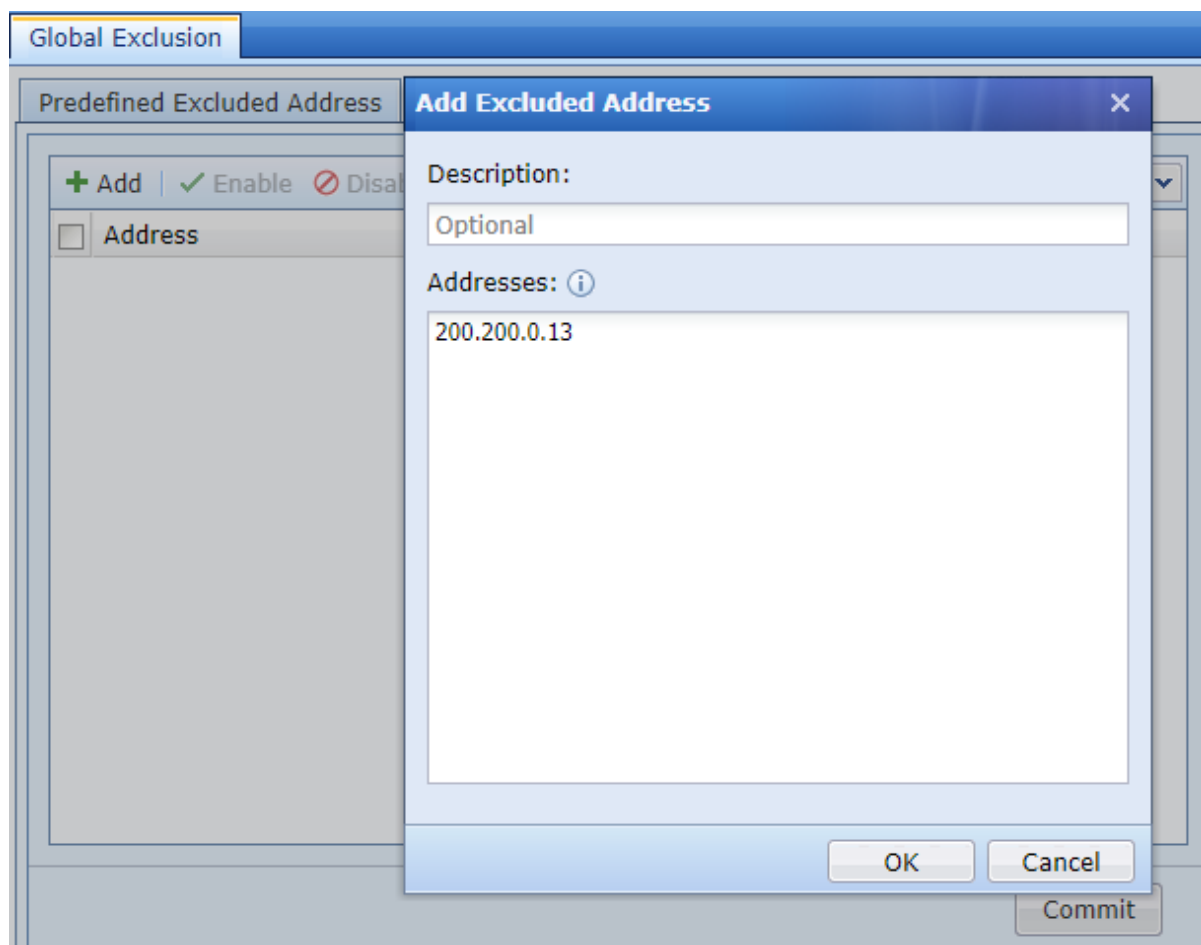 Global Exclusion
Predefined Excluded Address
Add Excluded Address
Add Enable Disal
Description:
Optional
Address
Addresses:
200.200.0.13
OK Cancel
Commit